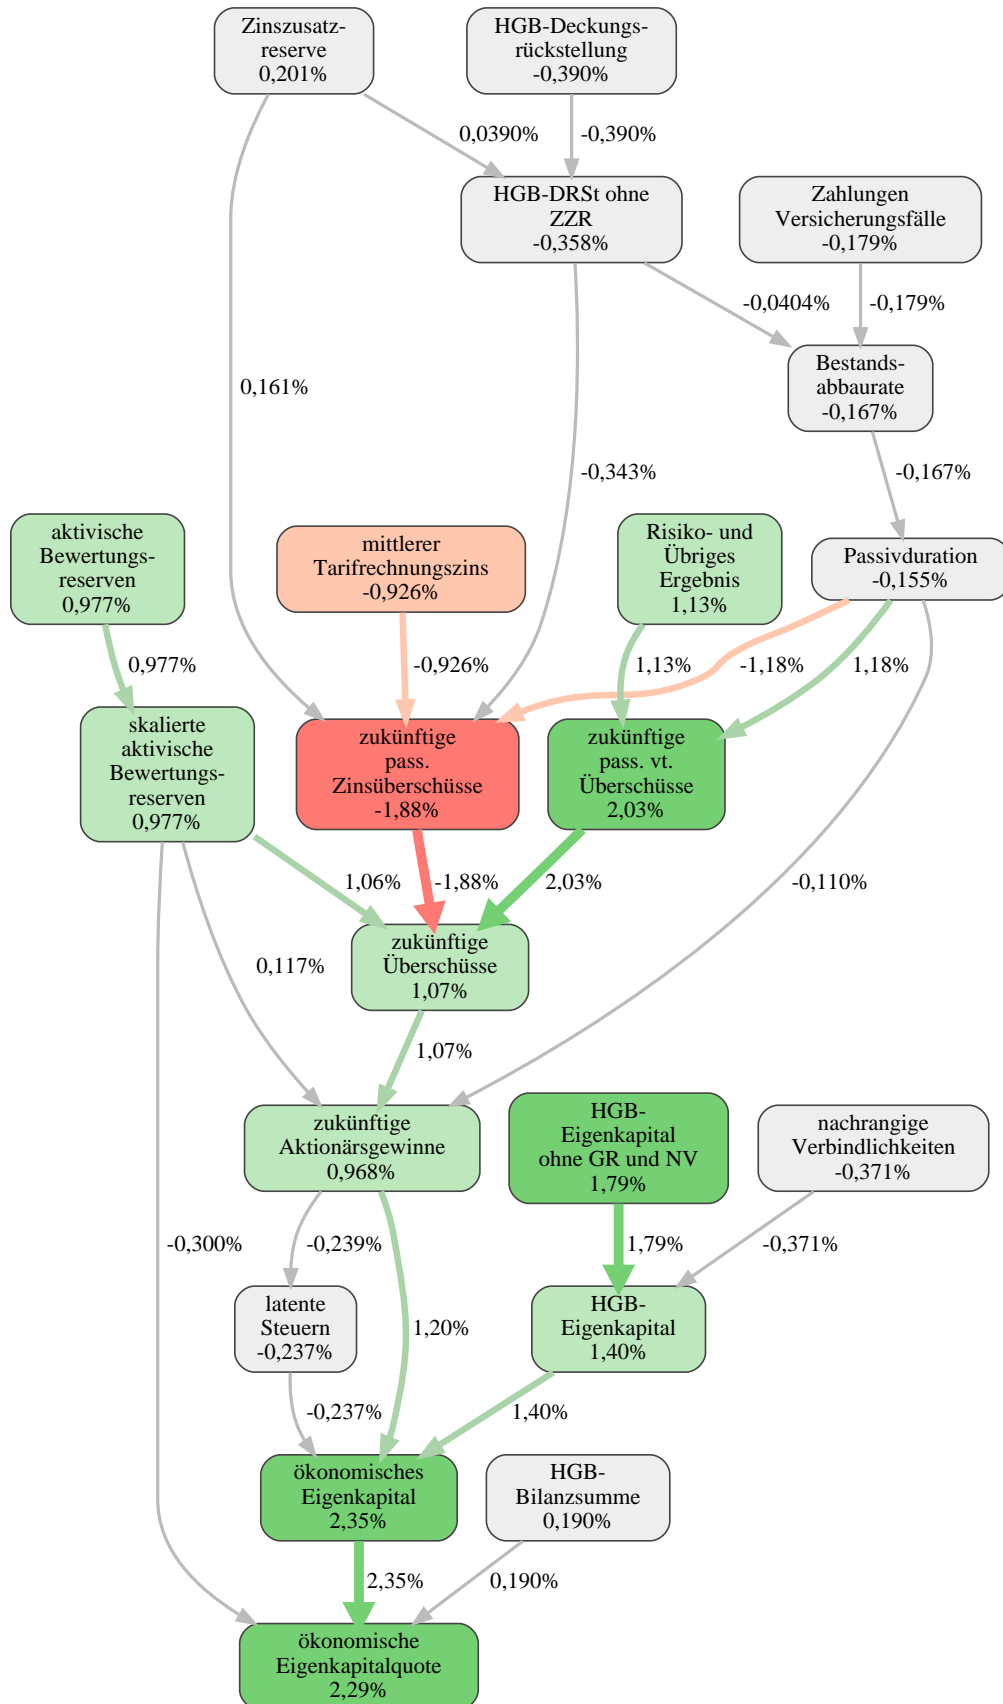 Zinszusatz-
reserve
0,201%
HGB-Deckungs-
rückstellung
-0,390%
0,0390%
-0,390%
HGB-DRSt ohne
ZZR
-0,358%
Zahlungen
Versicherungsfälle
-0,179%
-0,0404%
-0,179%
Bestands-
abbaurate
-0,167%
0,161%
-0,343%
-0,167%
aktivische
Bewertungs-
reserven
0,977%
mittlerer
Tarifrechnungszins
-0,926%
Risiko- und
Übriges
Ergebnis
1,13%
Passivduration
-0,155%
0,977%
-0,926%
1,13%
-1,18%
1,18%
skalierte
aktivische
Bewertungs-
reserven
0,977%
zukünftige
pass.
Zinsüberschüsse
-1,88%
zukünftige
pass. vt.
Überschüsse
2,03%
1,06%
-1,88%
2,03%
-0,110%
zukünftige
Überschüsse
1,07%
0,117%
1,07%
zukünftige
Aktionärsgewinne
0,968%
HGB-
Eigenkapital
ohne GR und NV
1,79%
nachrangige
Verbindlichkeiten
-0,371%
-0,300%
-0,239%
1,79%
-0,371%
latente
Steuern
-0,237%
1,20%
HGB-
Eigenkapital
1,40%
-0,237%
1,40%
ökonomisches
Eigenkapital
2,35%
HGB-
Bilanzsumme
0,190%
2,35%
0,190%
ökonomische
Eigenkapitalquote
2,29%